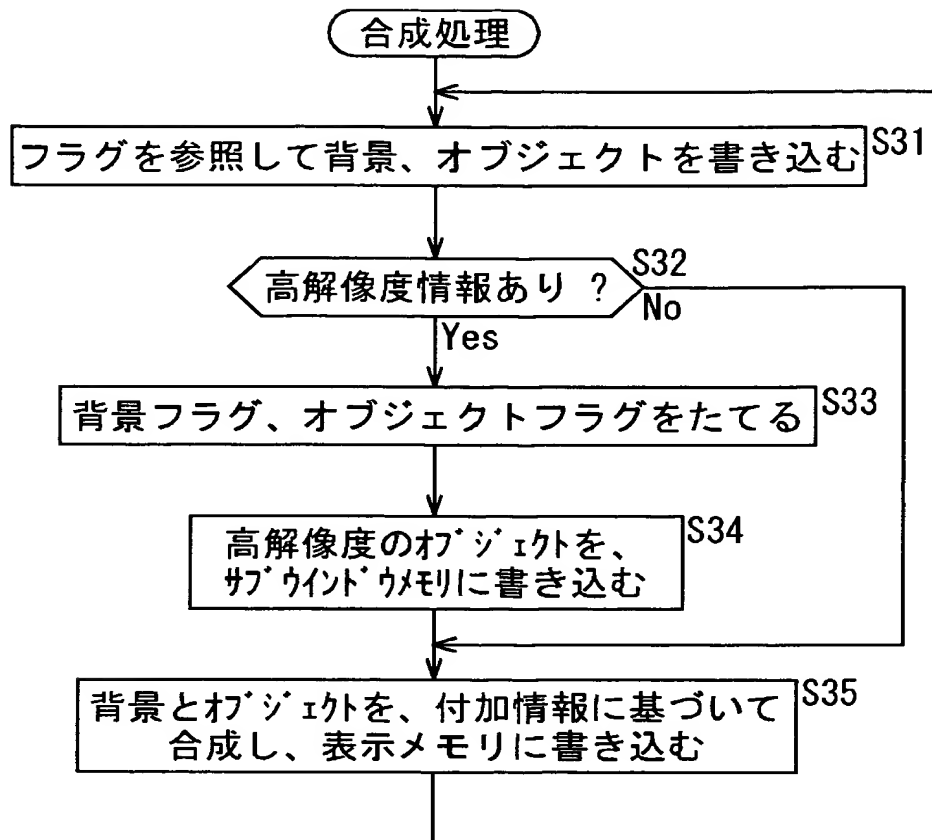 合成処理
フラグを参照して背景、オブジェクトを書き込む
S31
高解像度情報あり ?
S32
No
Yes
背景フラグ、オブジェクトフラグをたてる
S33
高解像度のｵﾌﾞｼﾞｪｸﾄを、
ｻﾌﾞｳｲﾝﾄﾞｳﾒﾓﾘに書き込む
S34
背景とｵﾌﾞｼﾞｪｸﾄを、付加情報に基づいて
合成し、表示メモリに書き込む
S35